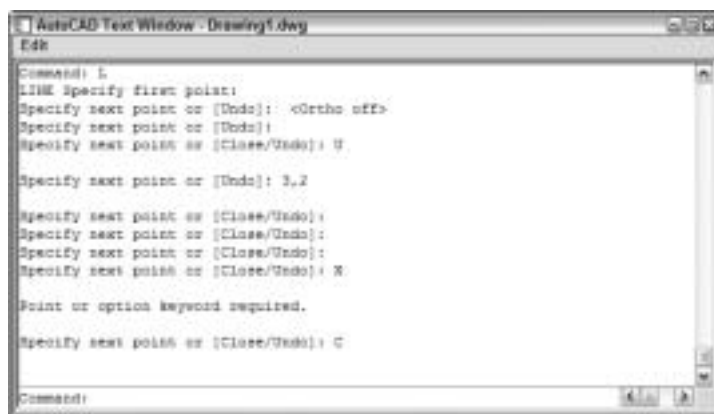 AutoCAD Text Window - Drawing1.dwg
Edit
Command: L
LINE Specify first point:
Specify next point or [Undo]: <Ortho off>
Specify next point or [Undo]:
Specify next point or [Close/Undo]: U
Specify next point or [Undo]: 3,2
Specify next point or [Close/Undo]:
Specify next point or [Close/Undo]:
Specify next point or [Close/Undo]:
Specify next point or [Close/Undo]: X
Point or option keyword required.
Specify next point or [Close/Undo]: C
Command: